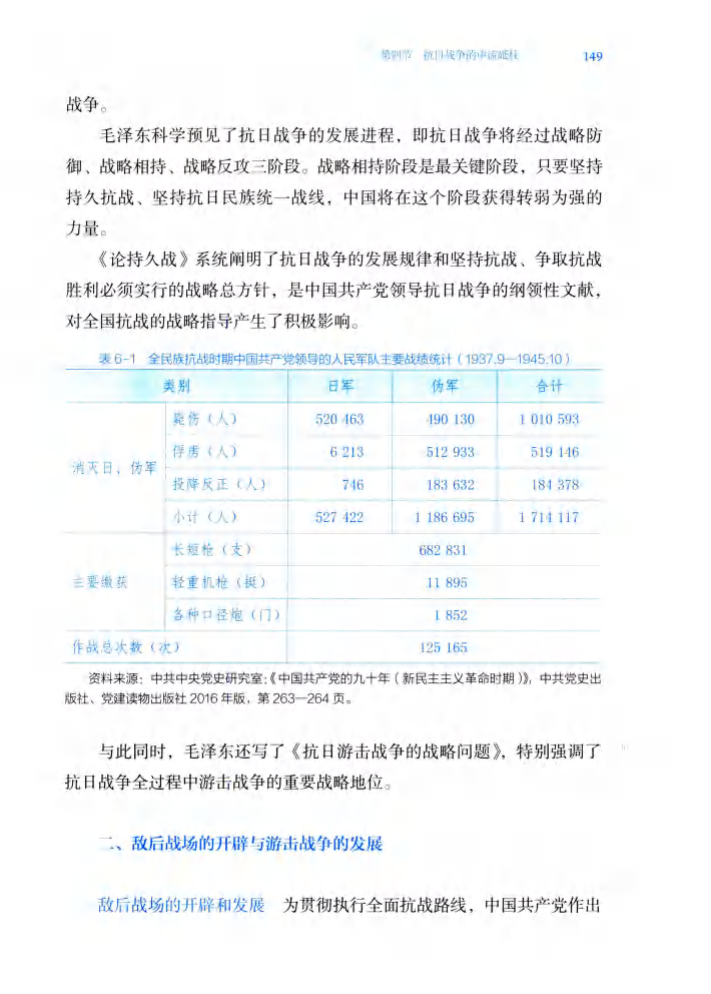 第四节 抗日战争的中流砥柱 149
战争。
毛泽东科学预见了抗日战争的发展进程，即抗日战争将经过战略防
御、战略相持、战略反攻三阶段。战略相持阶段是最关键阶段，只要坚持
持久抗战、坚持抗日民族统一战线，中国将在这个阶段获得转弱为强的
力量。
《论持久战》系统阐明了抗日战争的发展规律和坚持抗战、争取抗战
胜利必须实行的战略总方针，是中国共产党领导抗日战争的纲领性文献，
对全国抗战的战略指导产生了积极影响。
表6-1 全民族抗战时期中国共产党领导的人民军队主要战绩统计（1937.9—1945.10）
类别 日军 伪军 合计
消灭日、伪军
毙伤（人） 520 463 490 130 1 010 593
俘虏（人） 6 213 512 933 519 146
投降反正（人） 746 183 632 184 378
小计（人） 527 422 1 186 695 1 714 117
主要缴获
长短枪（支） 682 831
轻重机枪（挺） 11 895
各种口径炮（门） 1 852
作战总次数（次） 125 165
资料来源：中共中央党史研究室：《中国共产党的九十年（新民主主义革命时期）》，中共党史出
版社、党建读物出版社2016年版，第263—264页。
与此同时，毛泽东还写了《抗日游击战争的战略问题》，特别强调了
抗日战争全过程中游击战争的重要战略地位。
二、敌后战场的开辟与游击战争的发展
敌后战场的开辟和发展 为贯彻执行全面抗战路线，中国共产党作出